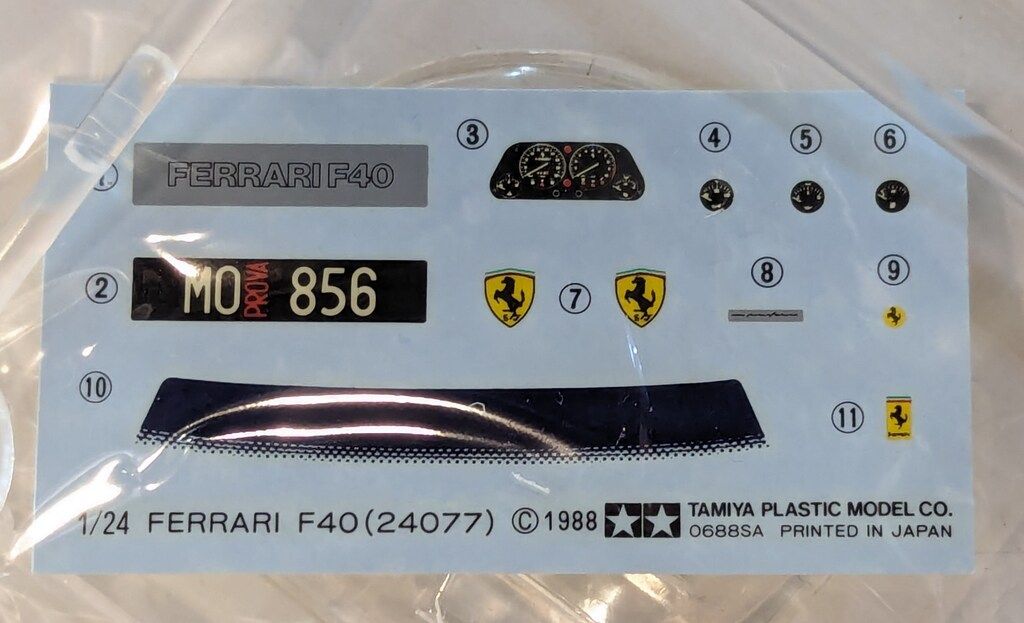 1 FERRARI F40
3
4
5
6
2 MO PROVA 856
7
8
9
10
11
1/24 FERRARI F40(24077) ©1988
TAMIYA PLASTIC MODEL CO.
0688SA PRINTED IN JAPAN